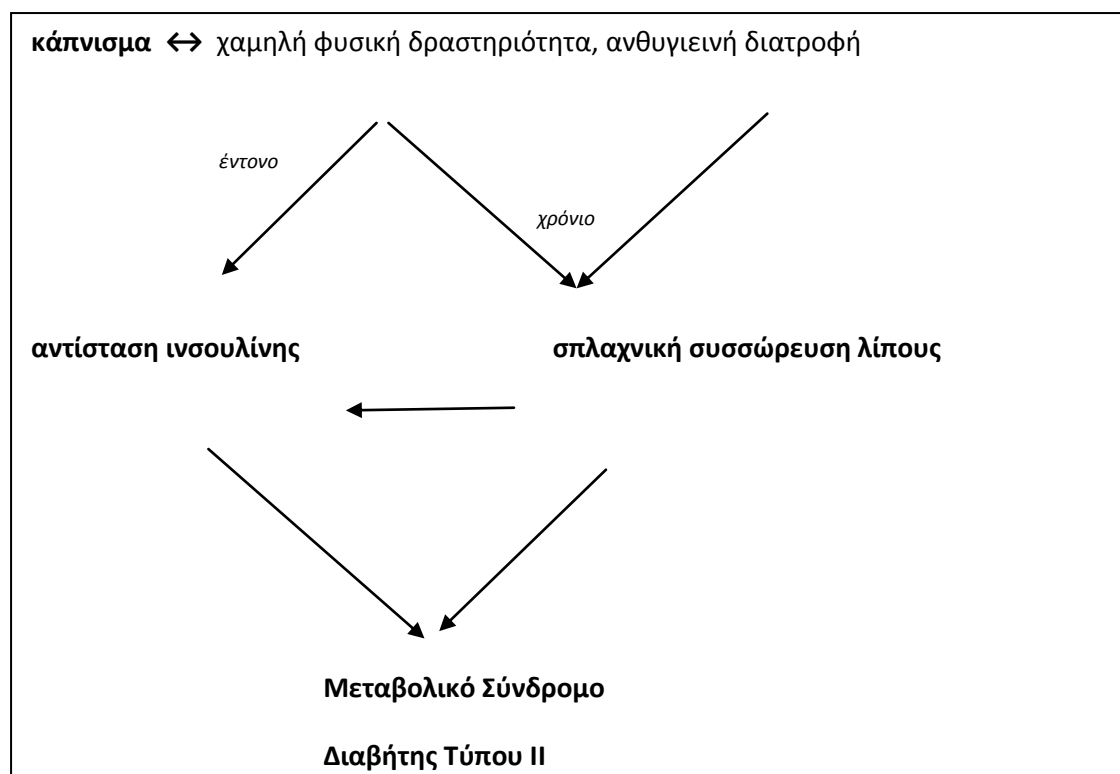 κάπνισμα ↔ χαμηλή φυσική δραστηριότητα, ανθυγιεινή διατροφή
έντονο
χρόνιο
αντίσταση ινσουλίνης σπλαχνική συσσώρευση λίπους
Μεταβολικό Σύνδρομο
Διαβήτης Τύπου ΙΙ